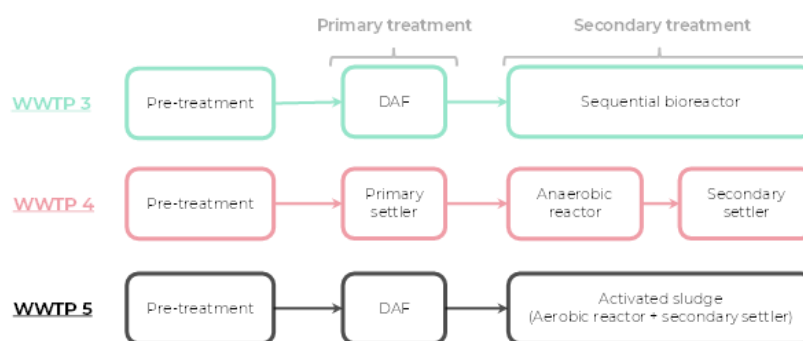 Primary treatment
Secondary treatment
WWTP 3
Pre-treatment
DAF
Sequential bioreactor
WWTP 4
Pre-treatment
Primary
settler
Anaerobic
reactor
Secondary
settler
WWTP 5
Pre-treatment
DAF
Activated sludge
(Aerobic reactor + secondary settler)